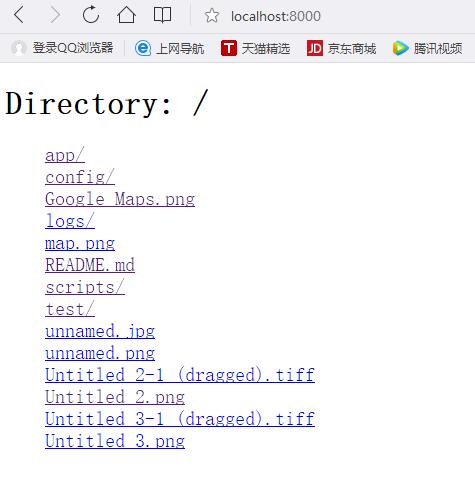 localhost:8000
登录QQ浏览器 上网导航 T 天猫精选 JD 京东商城 腾讯视频
Directory: /
app/
config/
Google Maps.png
logs/
map.png
README.md
scripts/
test/
unnamed.jpg
unnamed.png
Untitled 2-1 (dragged).tiff
Untitled 2.png
Untitled 3-1 (dragged).tiff
Untitled 3.png